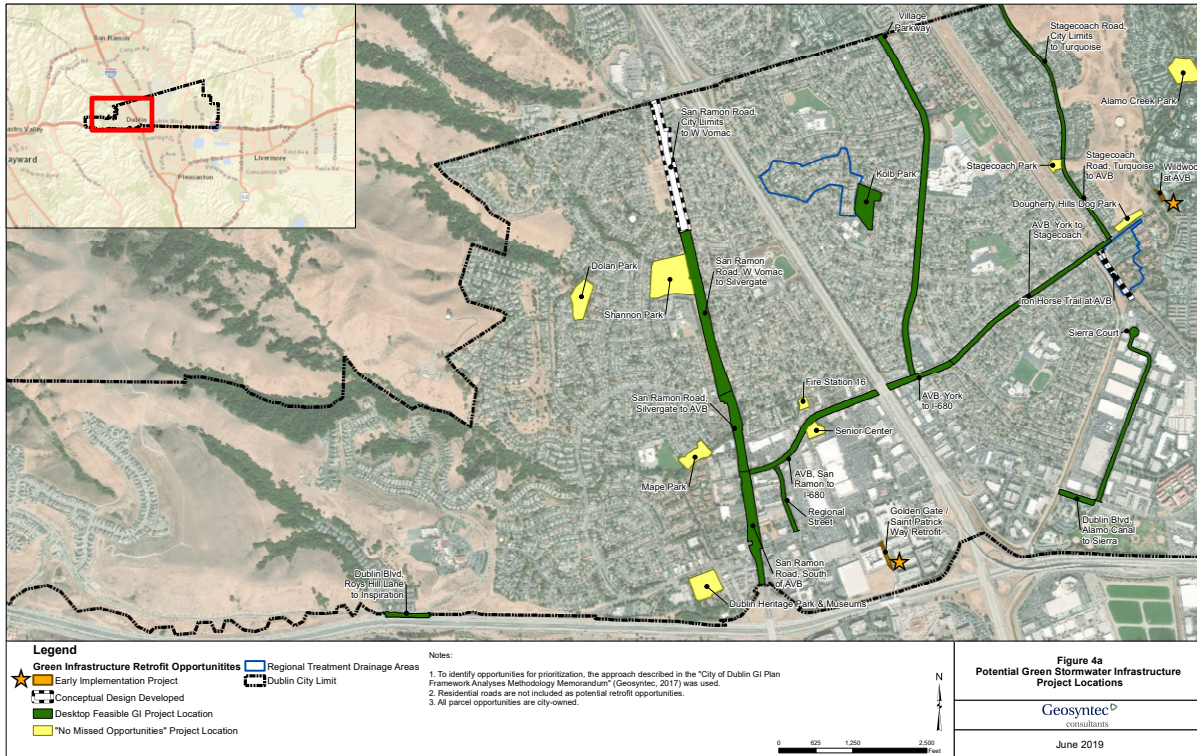 San Ramon
Dublin
Dublin Blvd
Livermore
Pleasanton
Castro Valley
ayward
Village
Parkway
Stagecoach Road,
City Limits
to Turquoise
Alamo Creek Park
San Ramon Road,
City Limits
to W Vomac
Kolb Park
Stagecoach Park
Stagecoach
Road, Turquoise
to AVB
Wildwoo
at AVB
Dougherty Hills Dog Park
AVB, York to
Stagecoach
Dolan Park
San Ramon
Road, W Vomac
to Silvergate
Shannon Park
Iron Horse Trail at AVB
Sierra Court
Fire Station 16
San Ramon Road,
Silvergate to AVB
AVB, York
to I-680
Senior Center
Mape Park
AVB, San
Ramon to
I-680
Regional
Street
Golden Gate /
Saint Patrick
Way Retrofit
Dublin Blvd,
Alamo Canal
to Sierra
San Ramon
Road, South
of AVB
Dublin Blvd,
Roys Hill Lane
to Inspiration
Dublin Heritage Park & Museums
Legend
Green Infrastructure Retrofit Opportunitites
Early Implementation Project
Conceptual Design Developed
Desktop Feasible GI Project Location
"No Missed Opportunities" Project Location
Regional Treatment Drainage Areas
Dublin City Limit
Notes:
1. To identify opportunities for prioritization, the approach described in the "City of Dublin GI Plan
Framework Analyses Methodology Memorandum" (Geosyntec, 2017) was used.
2. Residential roads are not included as potential retrofit opportunities.
3. All parcel opportunities are city-owned.
N
0 625 1,250 2,500
Feet
Figure 4a
Potential Green Stormwater Infrastructure
Project Locations
Geosyntec
consultants
June 2019